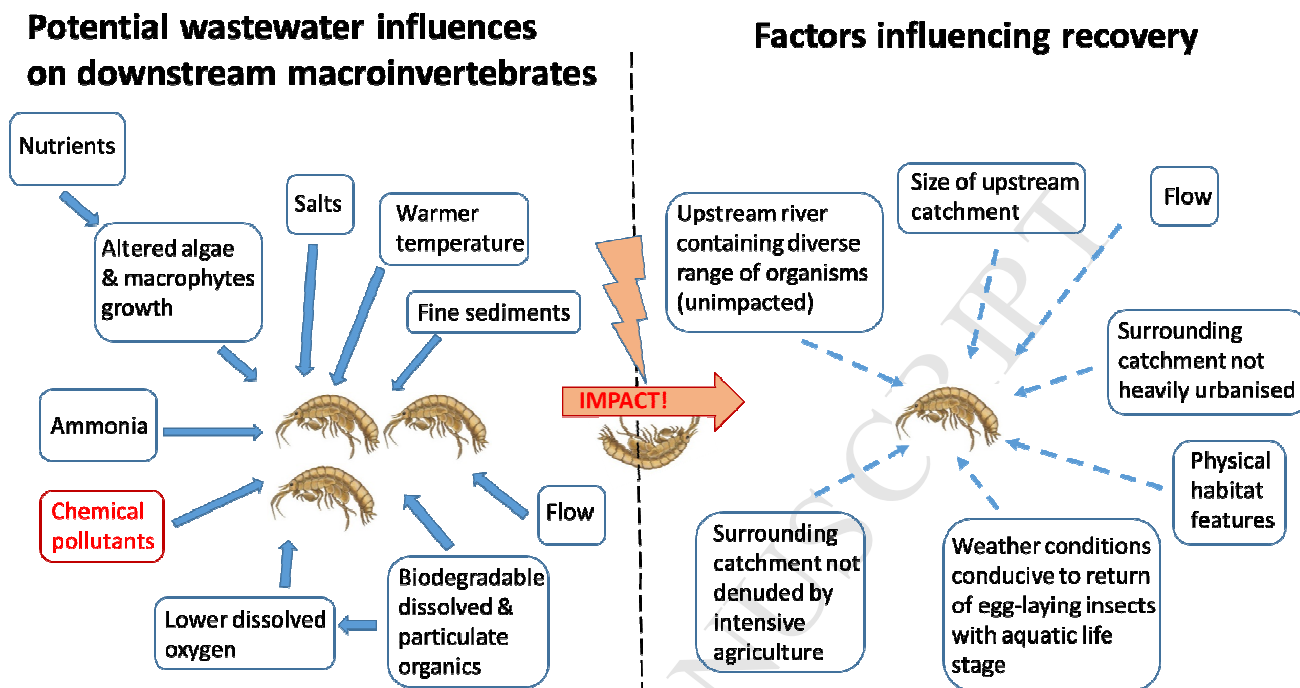 Potential wastewater influences
on downstream macroinvertebrates
Nutrients
Altered algae
& macrophytes
growth
Salts
Warmer
temperature
Fine sediments
Ammonia
Chemical
pollutants
Lower dissolved
oxygen
Biodegradable
dissolved &
particulate
organics
Flow
IMPACT!
Factors influencing recovery
Upstream river
containing diverse
range of organisms
(unimpacted)
Size of upstream
catchment
Flow
Surrounding
catchment not
heavily urbanised
Physical
habitat
features
Weather conditions
conducive to return
of egg-laying insects
with aquatic life
stage
Surrounding
catchment not
denuded by
intensive
agriculture